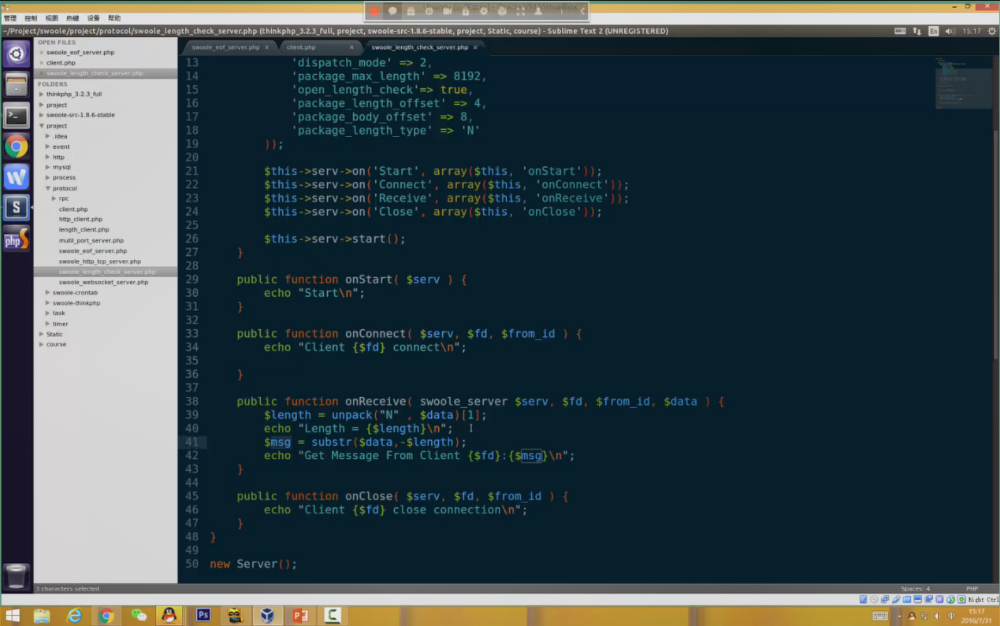 管理 控制 视图 热键 设备 帮助
~/Project/swoole/project/protocol/swoole_length_check_server.php (thinkphp_3.2.3_full, project, swoole-src-1.8.6-stable, project, Static, course) - Sublime Text 2 (UNREGISTERED)
En 15:17
OPEN FILES
swoole_eof_server.php
client.php
swoole_length_check_server.php
FOLDERS
thinkphp_3.2.3_full
project
swoole-src-1.8.6-stable
project
.idea
event
http
mysql
process
protocol
rpc
client.php
http_client.php
length_client.php
mutil_port_server.php
swoole_eof_server.php
swoole_http_tcp_server.php
swoole_length_check_server.php
swoole_websocket_server.php
swoole-crontab
swoole-thinkphp
task
timer
Static
course
swoole_eof_server.php client.php swoole_length_check_server.php
13 'dispatch_mode' => 2,
14 'package_max_length' => 8192,
15 'open_length_check'=> true,
16 'package_length_offset' => 4,
17 'package_body_offset' => 8,
18 'package_length_type' => 'N'
19 ));
20
21 $this->serv->on('Start', array($this, 'onStart'));
22 $this->serv->on('Connect', array($this, 'onConnect'));
23 $this->serv->on('Receive', array($this, 'onReceive'));
24 $this->serv->on('Close', array($this, 'onClose'));
25
26 $this->serv->start();
27 }
28
29 public function onStart( $serv ) {
30 echo "Start\n";
31 }
32
33 public function onConnect( $serv, $fd, $from_id ) {
34 echo "Client {$fd} connect\n";
35
36 }
37
38 public function onReceive( swoole_server $serv, $fd, $from_id, $data ) {
39 $length = unpack("N" , $data)[1];
40 echo "Length = {$length}\n";
41 $msg = substr($data,-$length);
42 echo "Get Message From Client {$fd}:{$msg}\n";
43 }
44
45 public function onClose( $serv, $fd, $from_id ) {
46 echo "Client {$fd} close connection\n";
47 }
48 }
49
50 new Server();
3 characters selected Spaces: 4 PHP
Right Ctrl
中 15:17
2016/7/31